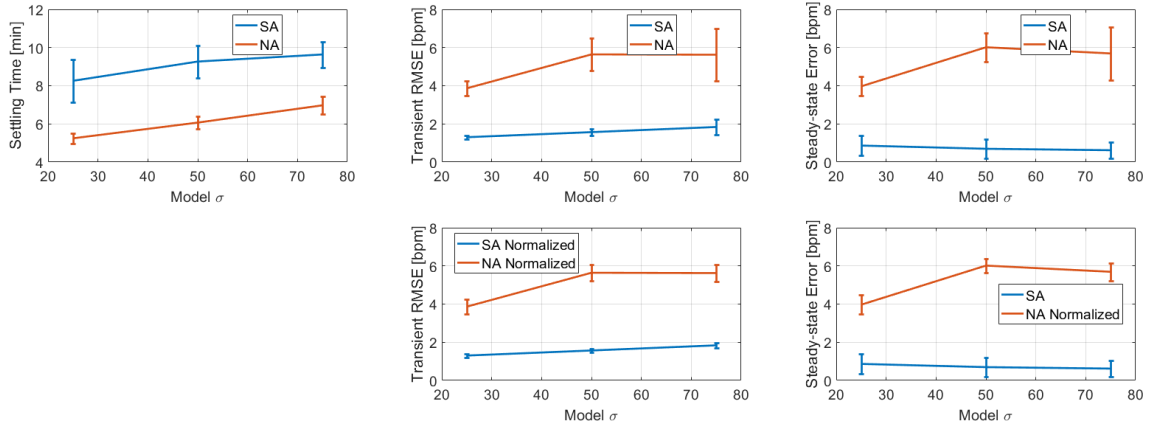 Settling Time [min]
12
10
8
6
4
20 30 40 50 60 70 80
Model σ
SA
NA
Transient RMSE [bpm]
8
6
4
2
0
20 30 40 50 60 70 80
Model σ
SA
NA
Steady-state Error [bpm]
8
6
4
2
0
20 30 40 50 60 70 80
Model σ
SA
NA
Transient RMSE [bpm]
8
6
4
2
0
20 30 40 50 60 70 80
Model σ
SA Normalized
NA Normalized
Steady-state Error [bpm]
8
6
4
2
0
20 30 40 50 60 70 80
Model σ
SA
NA Normalized